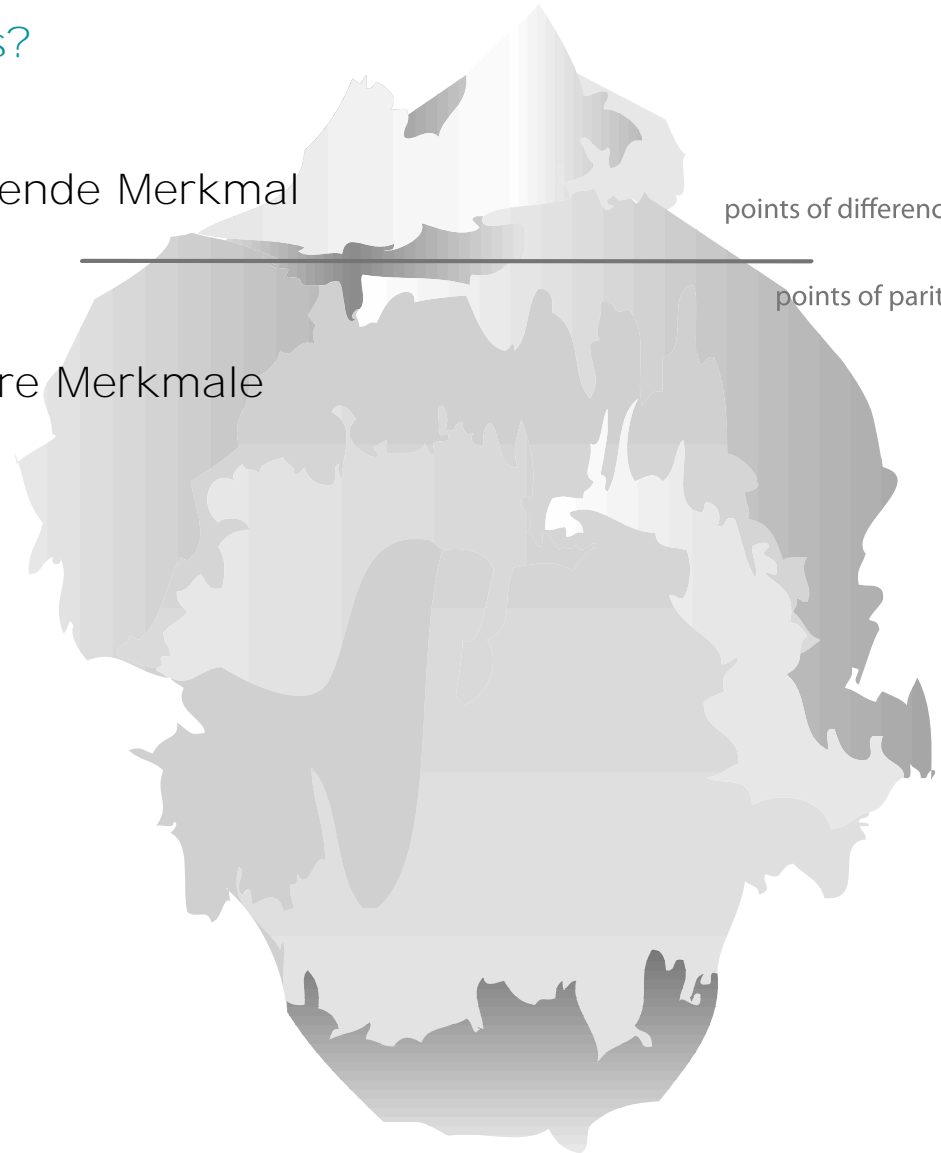 s?
ende Merkmal
points of differenc
points of parit
re Merkmale